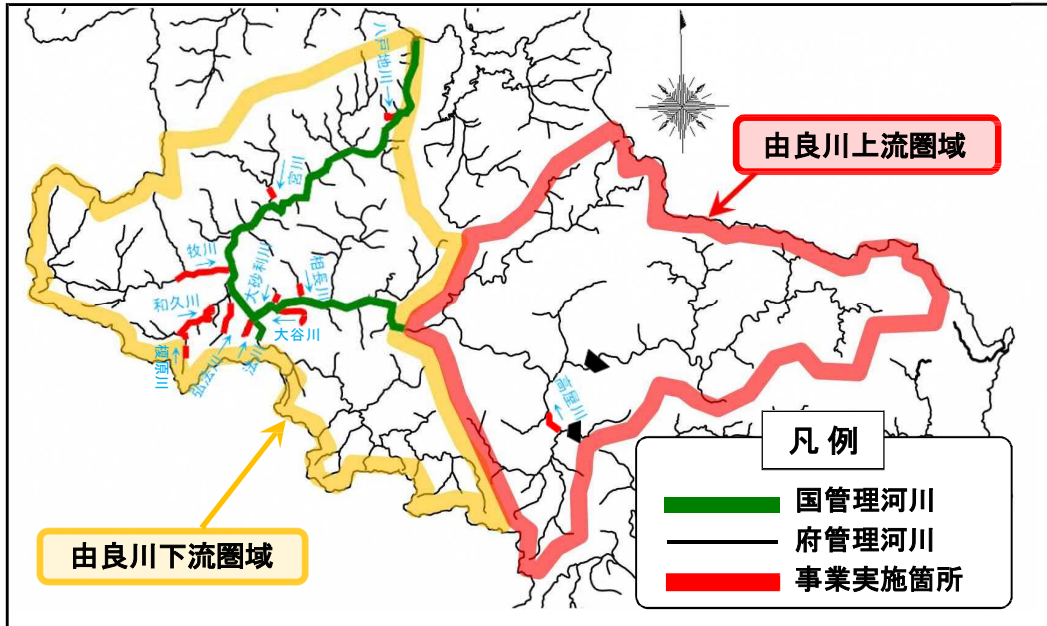 八戸地川
由良川上流圏域
宮川
牧川
大砂利川
相長川
和久川
大谷川
榎原川
弘法川
法川
高屋川
由良川下流圏域
凡例
国管理河川
府管理河川
事業実施箇所